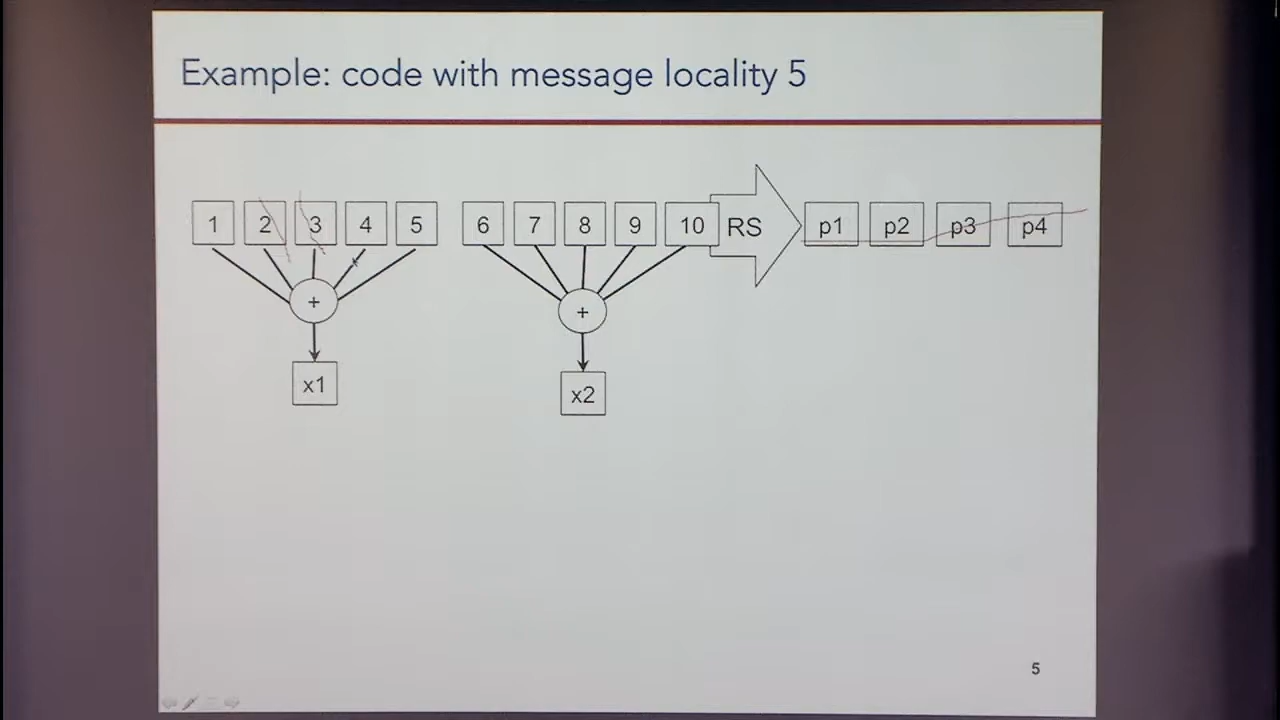 Example: code with message locality 5
1 2 3 4 5 6 7 8 9 10 RS p1 p2 p3 p4
+ +
x1 x2
5